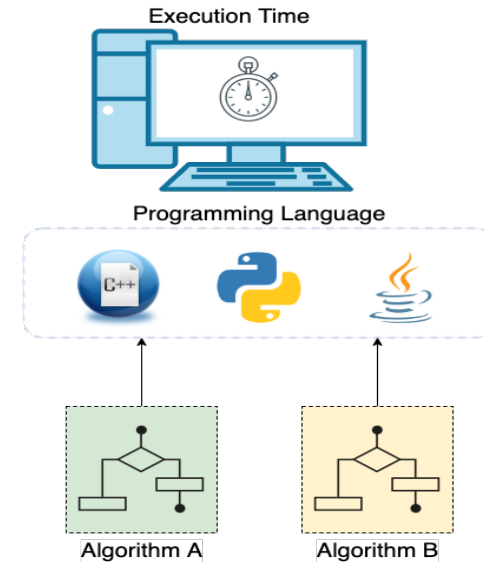 Execution Time
Programming Language
C++
Algorithm A
Algorithm B